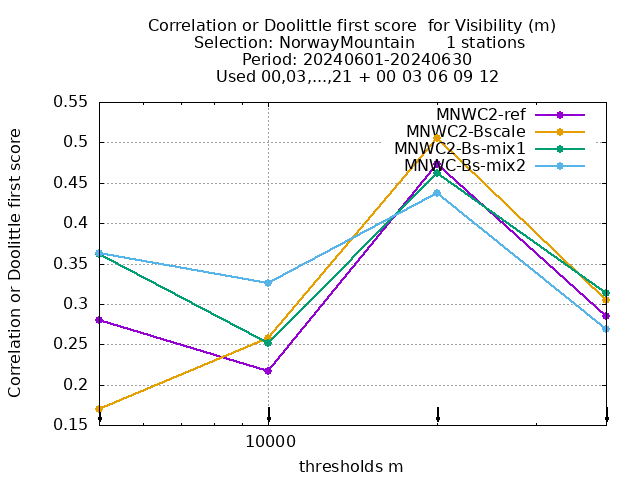 Correlation or Doolittle first score  for Visibility (m)
Selection: NorwayMountain      1 stations
Period: 20240601-20240630
Used 00,03,...,21 + 00 03 06 09 12
MNWC2-ref
MNWC2-Bscale
MNWC2-Bs-mix1
MNWC-Bs-mix2
Correlation or Doolittle first score
0.55
0.5
0.45
0.4
0.35
0.3
0.25
0.2
0.15
10000
thresholds m